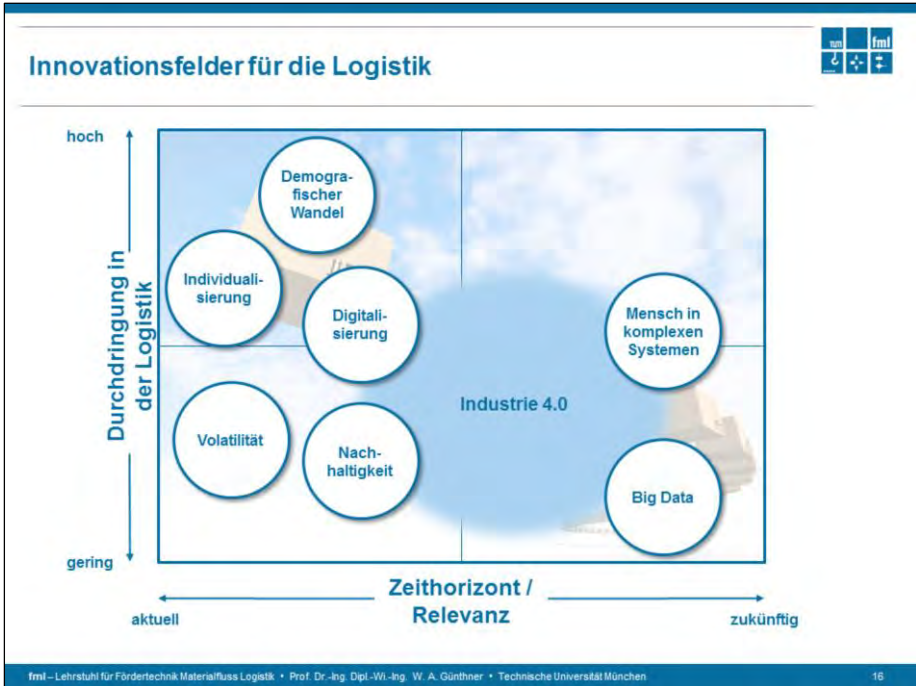 Innovationsfelder für die Logistik
TUM
fml
hoch
Demogra-
fischer
Wandel
Individuali-
sierung
Digitali-
sierung
Mensch in
komplexen
Systemen
Durchdringung in
der Logistik
Industrie 4.0
Volatilität
Nach-
haltigkeit
Big Data
gering
Zeithorizont /
Relevanz
aktuell
zukünftig
fml – Lehrstuhl für Fördertechnik Materialfluss Logistik • Prof. Dr.-Ing. Dipl.-Wi.-Ing. W. A. Günthner • Technische Universität München
16